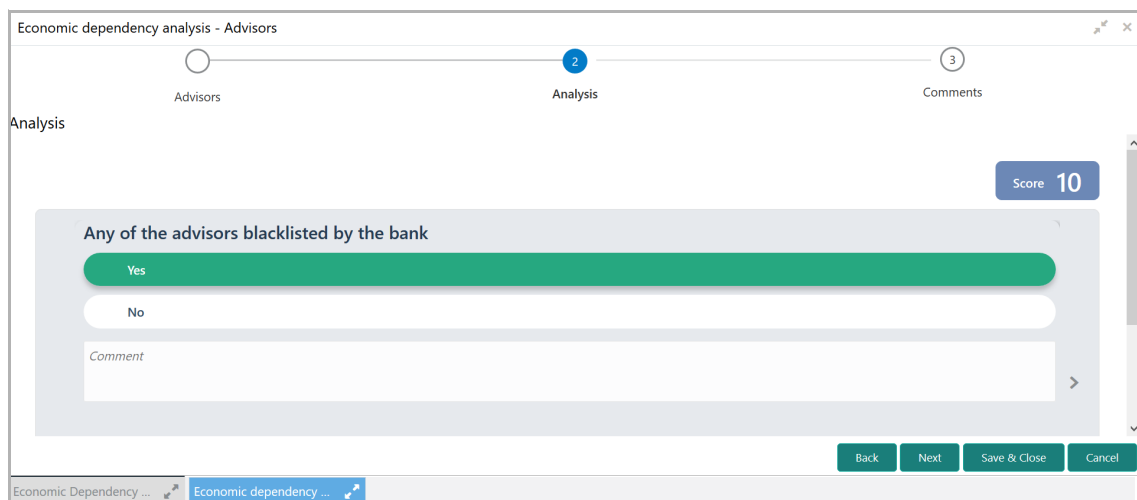 Economic dependency analysis - Advisors
2
3
Advisors
Analysis
Comments
Analysis
Score 10
Any of the advisors blacklisted by the bank
Yes
No
Comment
Back Next Save & Close Cancel
Economic Dependency ... Economic dependency ...